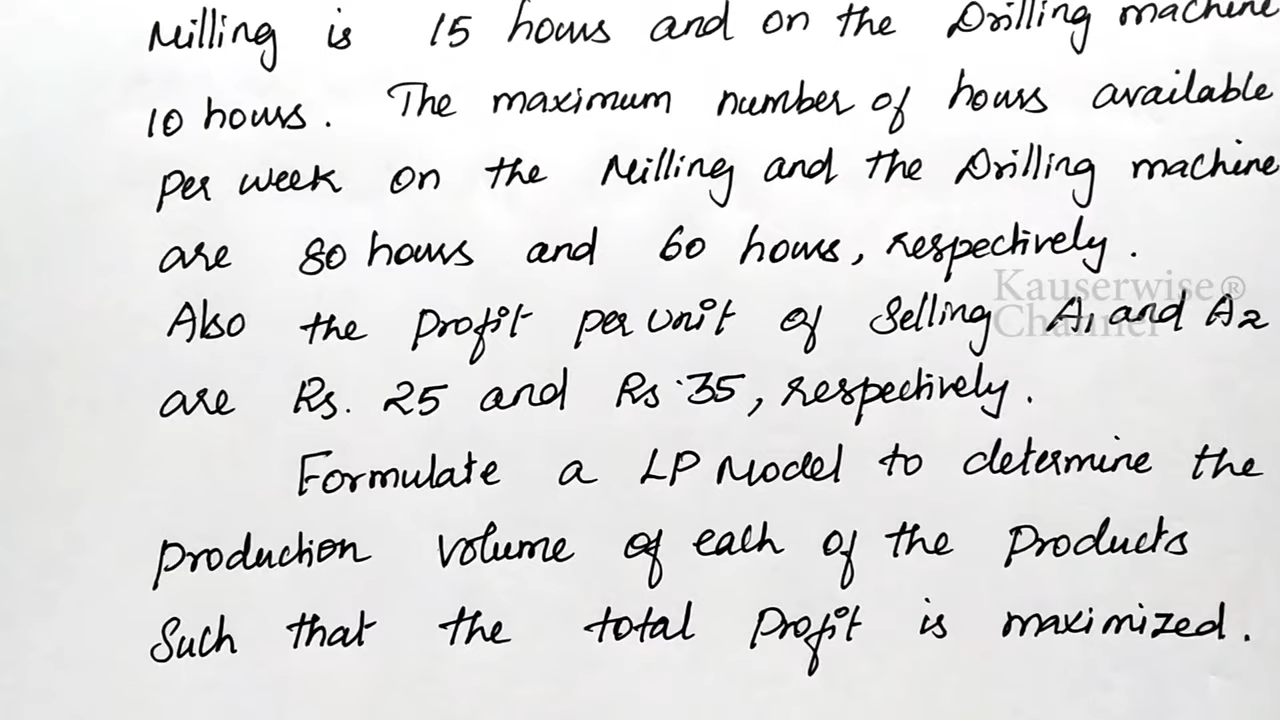 Milling is 15 hours and on the Drilling machine
10 hours. The maximum number of hours available
per week on the Milling and the Drilling machine
are 80 hours and 60 hours, respectively.
Kauserwise®
Channel
Also the profit per unit of selling A1 and A2
are Rs. 25 and Rs. 35, respectively.
Formulate a LP Model to determine the
production volume of each of the products
Such that the total profit is maximized.